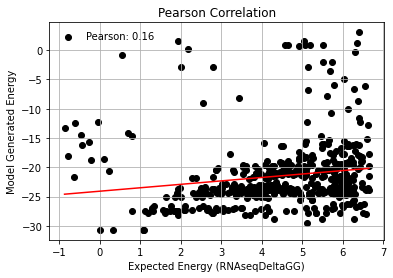 Pearson Correlation
Pearson: 0.16
Model Generated Energy
0
−5
−10
−15
−20
−25
−30
−1 0 1 2 3 4 5 6 7
Expected Energy (RNAseqDeltaGG)